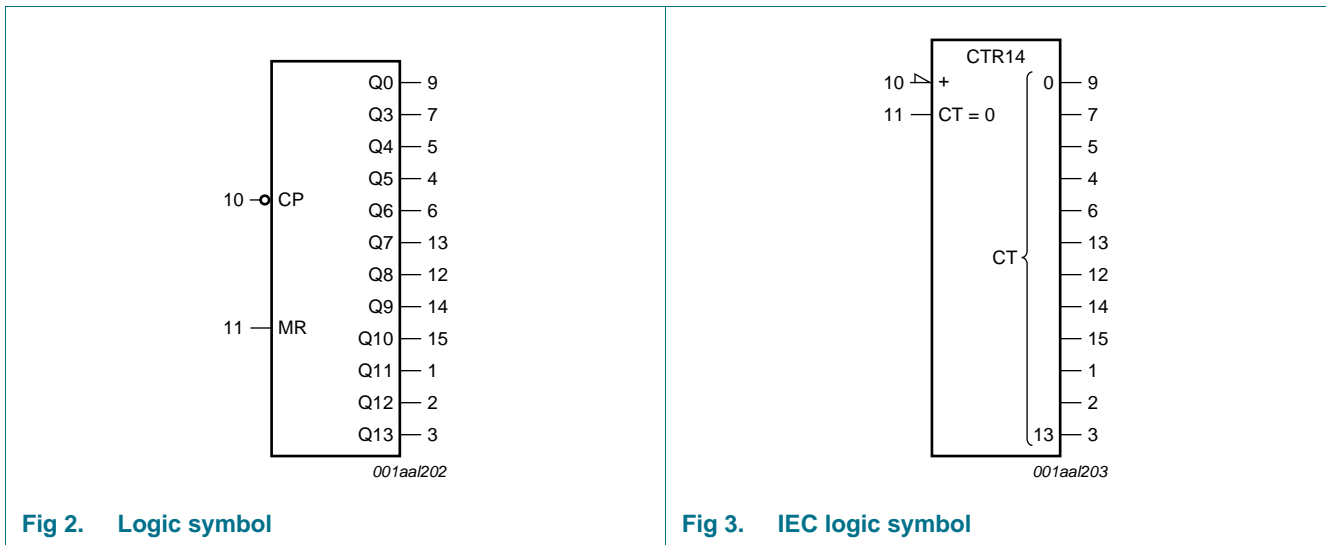 Q0 9
Q3 7
Q4 5
Q5 4
10 CP Q6 6
Q7 13
Q8 12
Q9 14
11 MR Q10 15
Q11 1
Q12 2
Q13 3
001aal202
Fig 2. Logic symbol
CTR14
10 + 0 9
11 CT = 0 7
5
4
6
13
CT 12
14
15
1
2
13 3
001aal203
Fig 3. IEC logic symbol